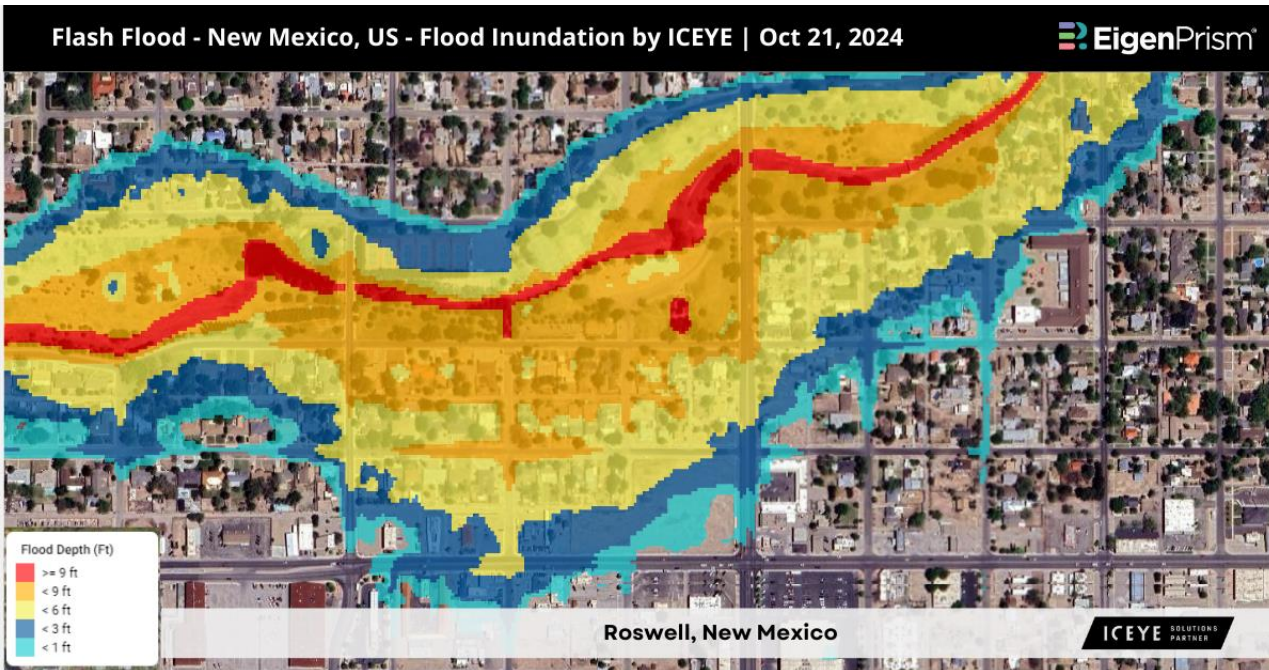 Flash Flood - New Mexico, US - Flood Inundation by ICEYE | Oct 21, 2024
EigenPrism
Flood Depth (Ft)
>= 9 ft
< 9 ft
< 6 ft
< 3 ft
< 1 ft
Roswell, New Mexico
ICEYE SOLUTIONS
PARTNER